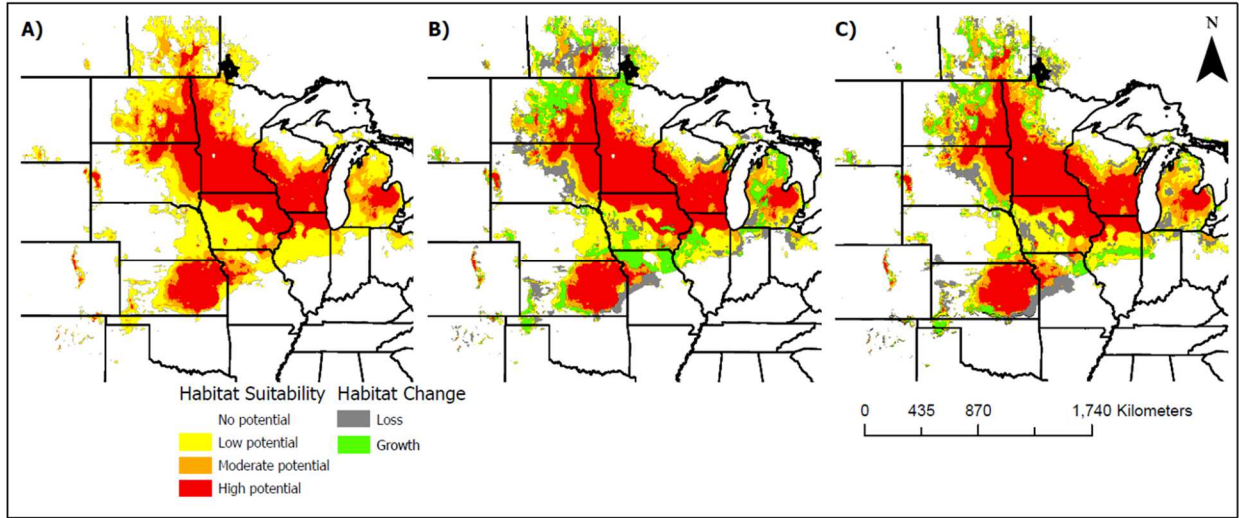 A)
B)
C)
N
Habitat Suitability
No potential
Low potential
Moderate potential
High potential
Habitat Change
Loss
Growth
0 435 870 1,740 Kilometers